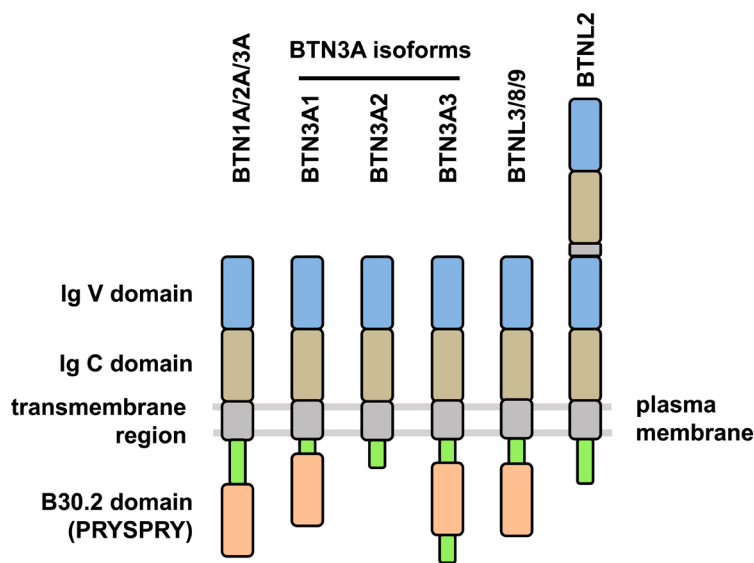 BTN3A isoforms
BTN1A/2A/3A
BTN3A1
BTN3A2
BTN3A3
BTNL3/8/9
BTNL2
Ig V domain
Ig C domain
transmembrane
region
plasma
membrane
B30.2 domain
(PRYSPRY)